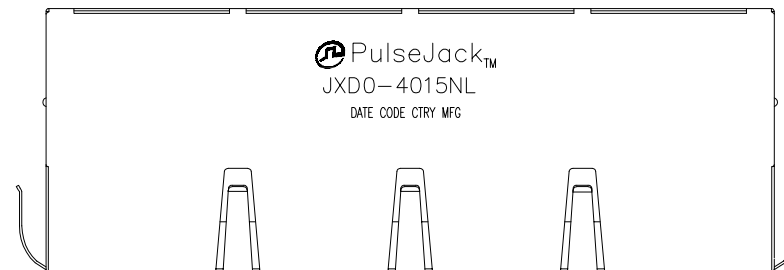 PulseJack™
JXD0-4015NL
DATE CODE CTRY MFG